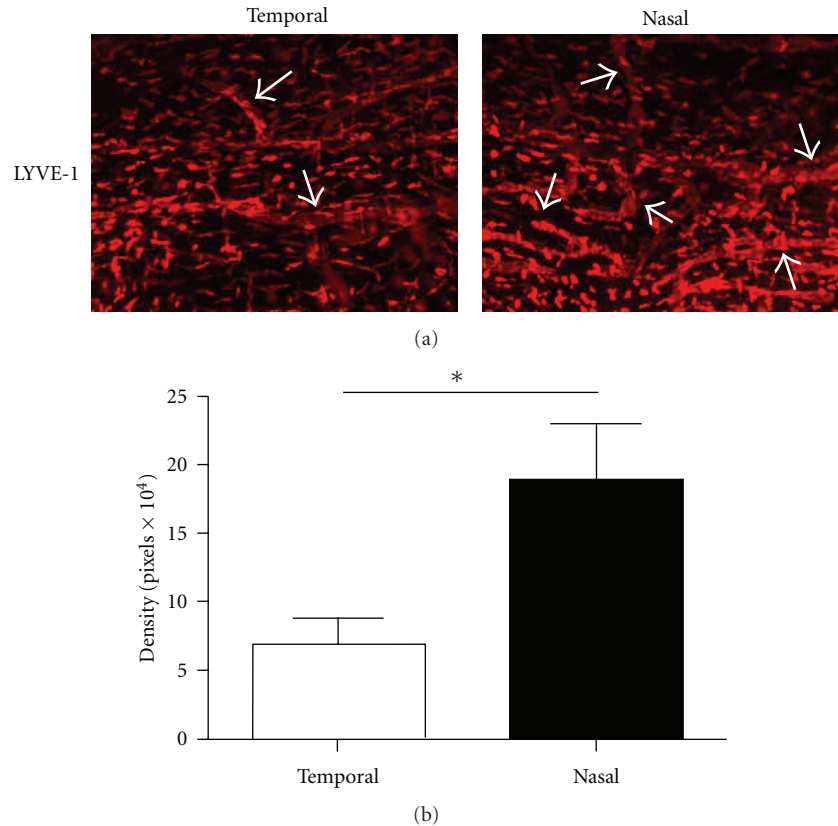 Temporal
Nasal
LYVE-1
(a)
*
25
20
15
10
5
0
Density (pixels × 10⁴)
Temporal
Nasal
(b)